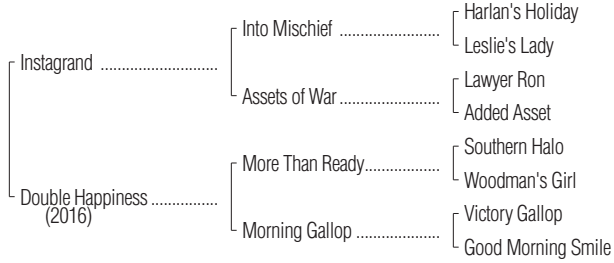 Harlan's Holiday
Into Mischief ....................
Leslie's Lady
Instagrand ........................
Lawyer Ron
Assets of War....................
Added Asset
Southern Halo
More Than Ready...............
Woodman's Girl
Double Happiness ..............
(2016)
Victory Gallop
Morning Gallop .................
Good Morning Smile